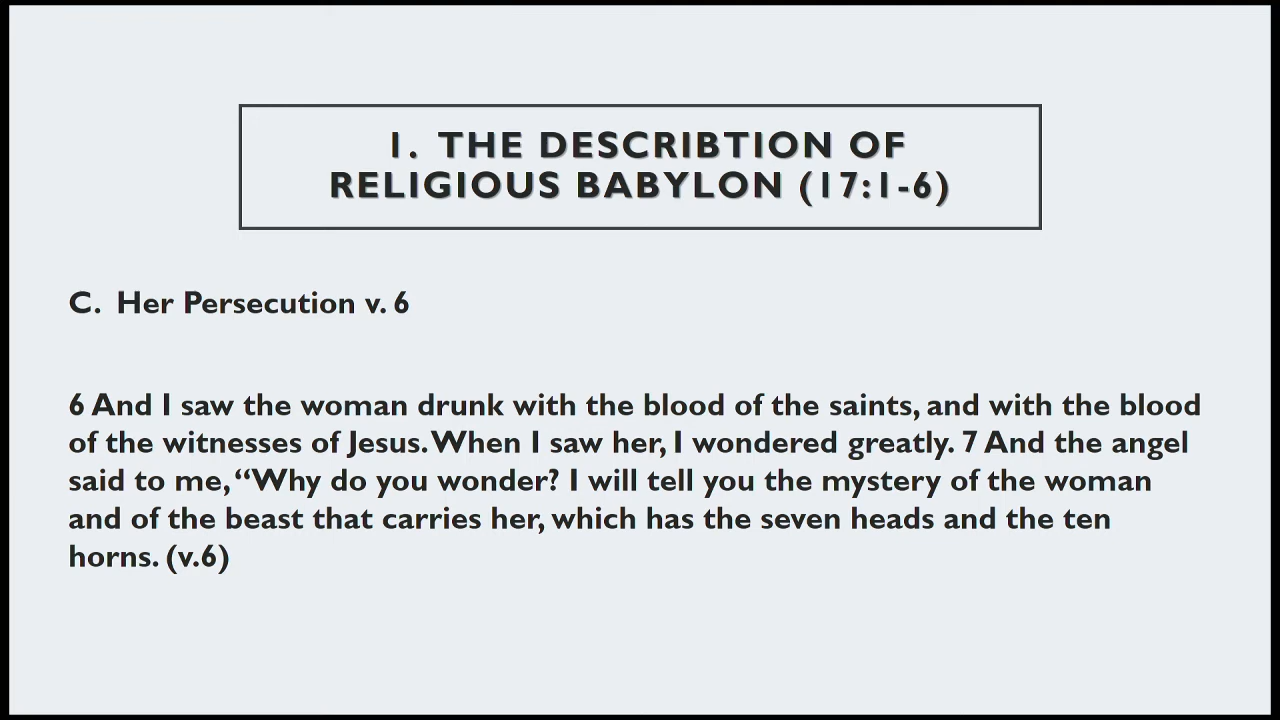 1. THE DESCRIBTION OF
RELIGIOUS BABYLON (17:1-6)
C. Her Persecution v. 6
6 And I saw the woman drunk with the blood of the saints, and with the blood
of the witnesses of Jesus. When I saw her, I wondered greatly. 7 And the angel
said to me, “Why do you wonder? I will tell you the mystery of the woman
and of the beast that carries her, which has the seven heads and the ten
horns. (v.6)